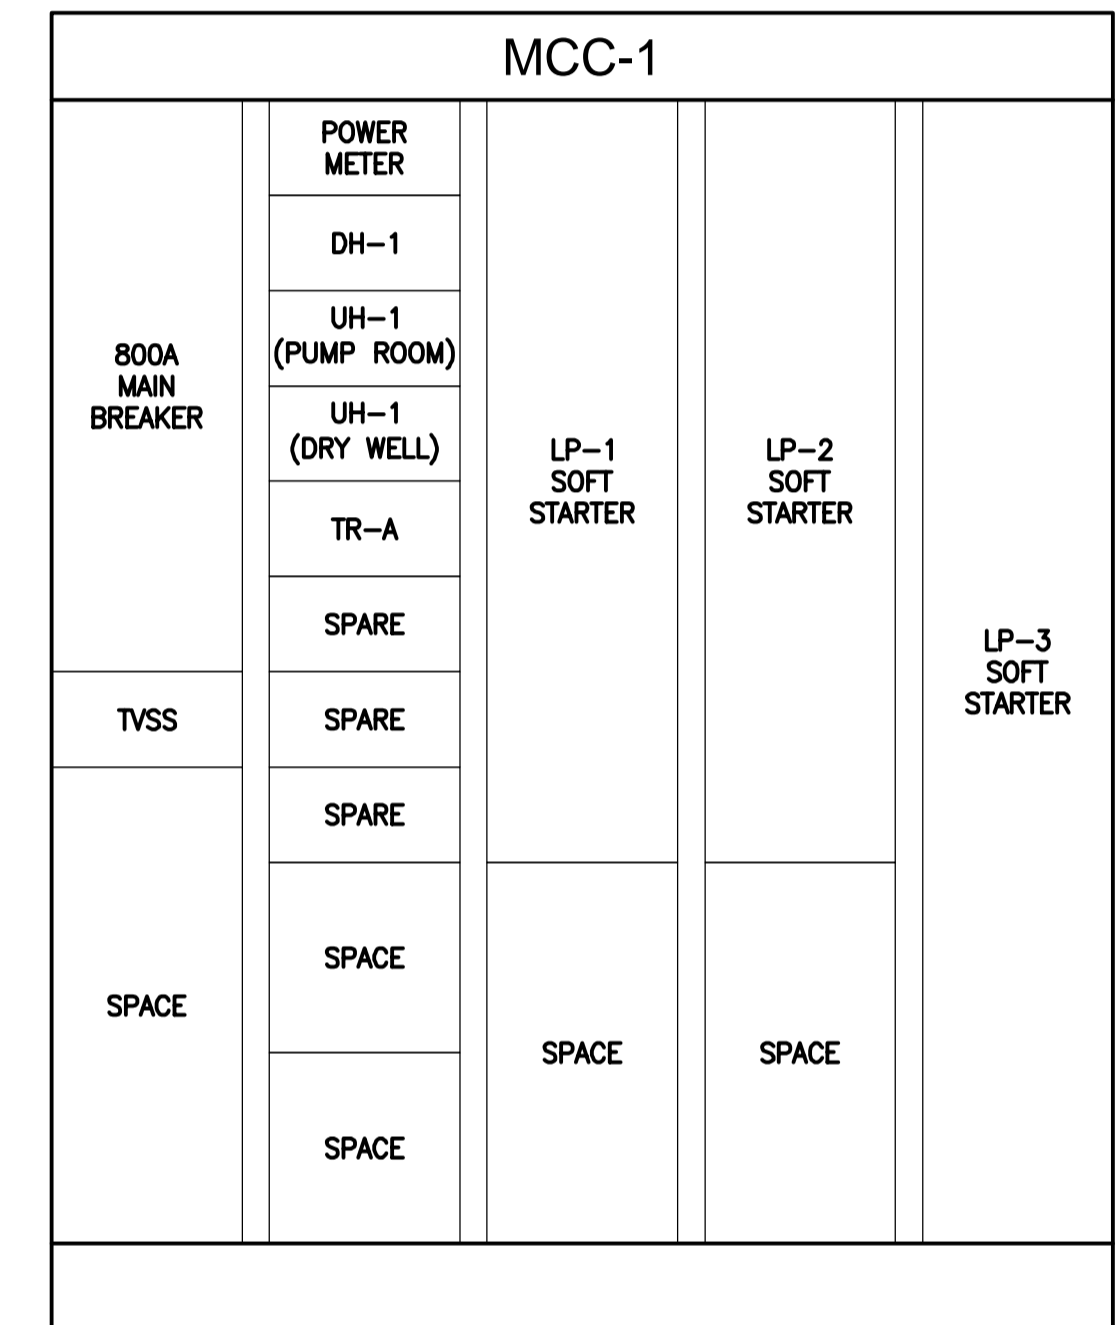 MCC-1
800A
MAIN
BREAKER
TVSS
SPACE
POWER
METER
DH-1
UH-1
(PUMP ROOM)
UH-1
(DRY WELL)
TR-A
SPARE
SPARE
SPARE
SPACE
SPACE
LP-1
SOFT
STARTER
SPACE
LP-2
SOFT
STARTER
SPACE
LP-3
SOFT
STARTER